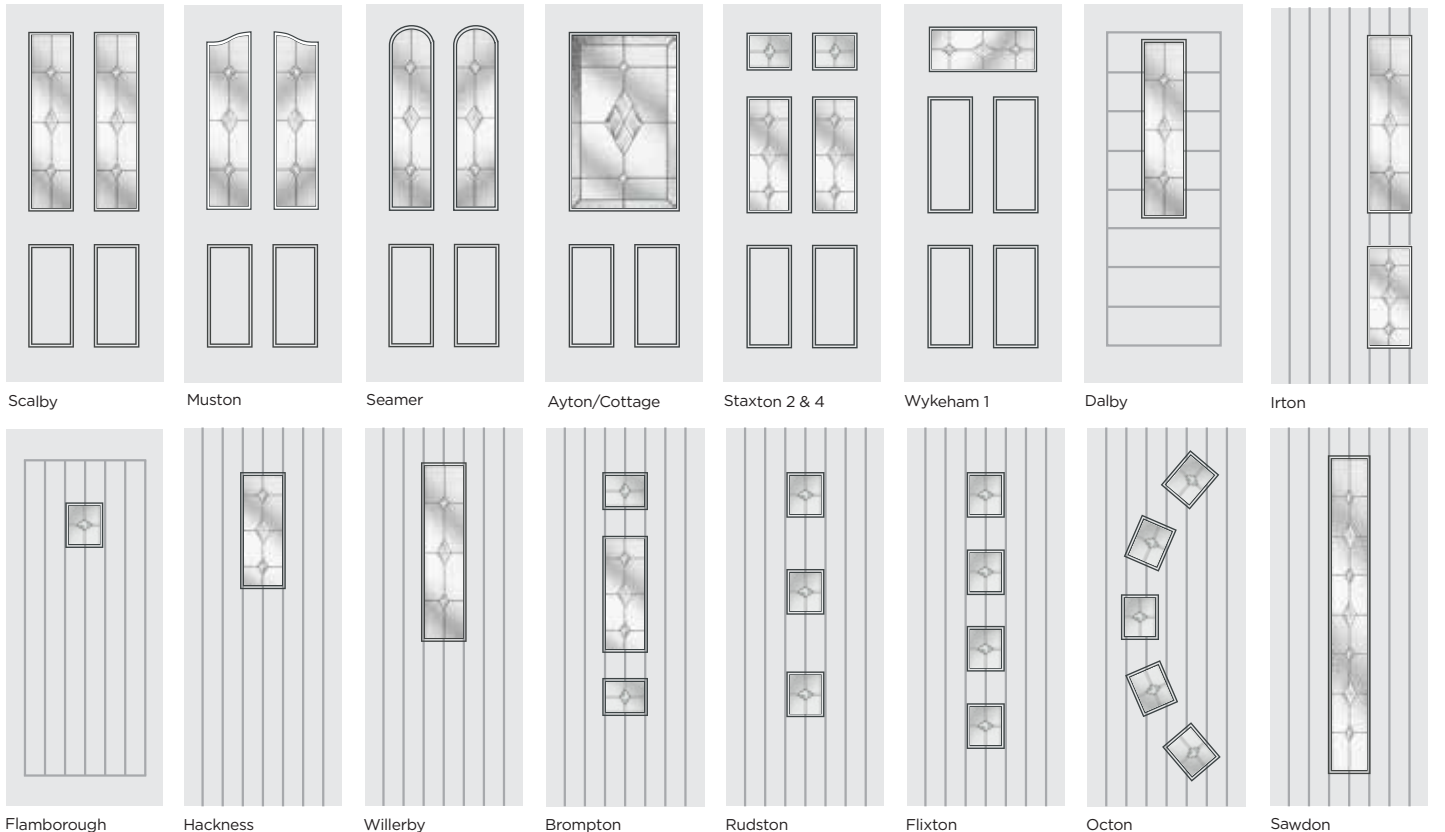 Scalby Muston Seamer Ayton/Cottage Staxton 2 & 4 Wykeham 1 Dalby Irton
Flamborough Hackness Willerby Brompton Rudston Flixton Octon Sawdon